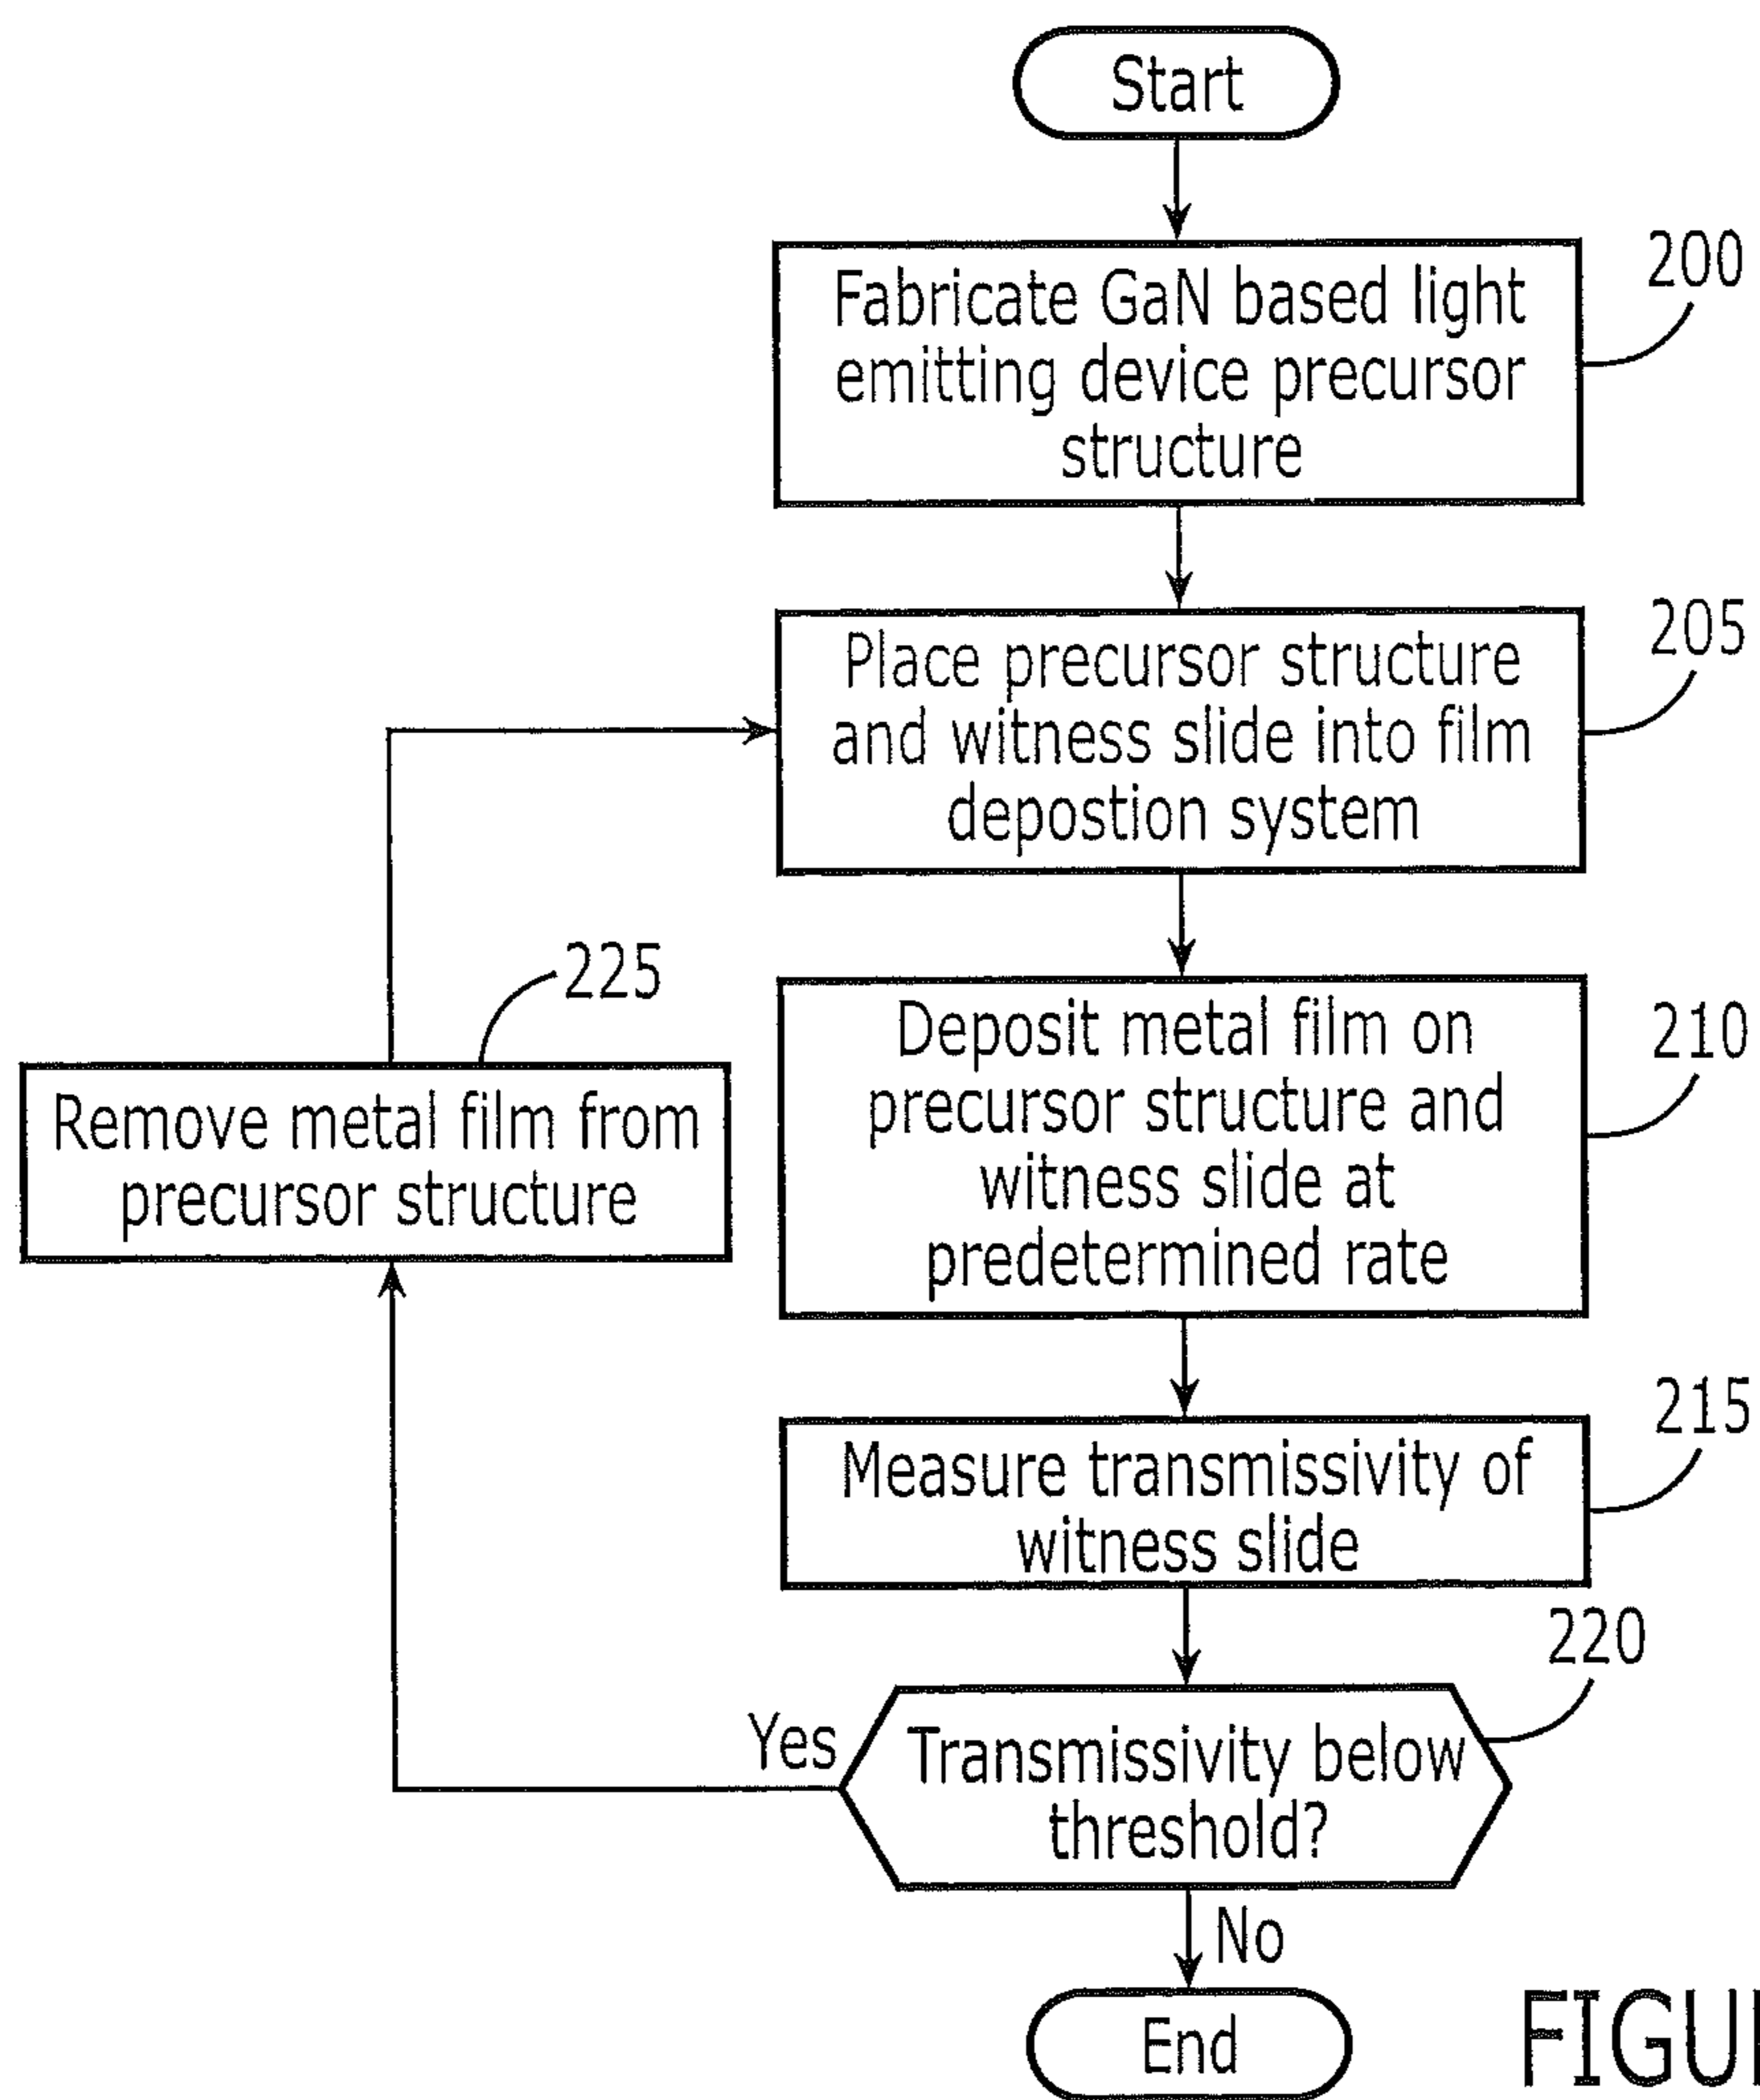 Start
Fabricate GaN based light
emitting device precursor
structure
200
Place precursor structure
and witness slide into film
depostion system
205
Deposit metal film on
precursor structure and
witness slide at
predetermined rate
210
225
Remove metal film from
precursor structure
Measure transmissivity of
witness slide
215
220
Transmissivity below
threshold?
Yes
No
End